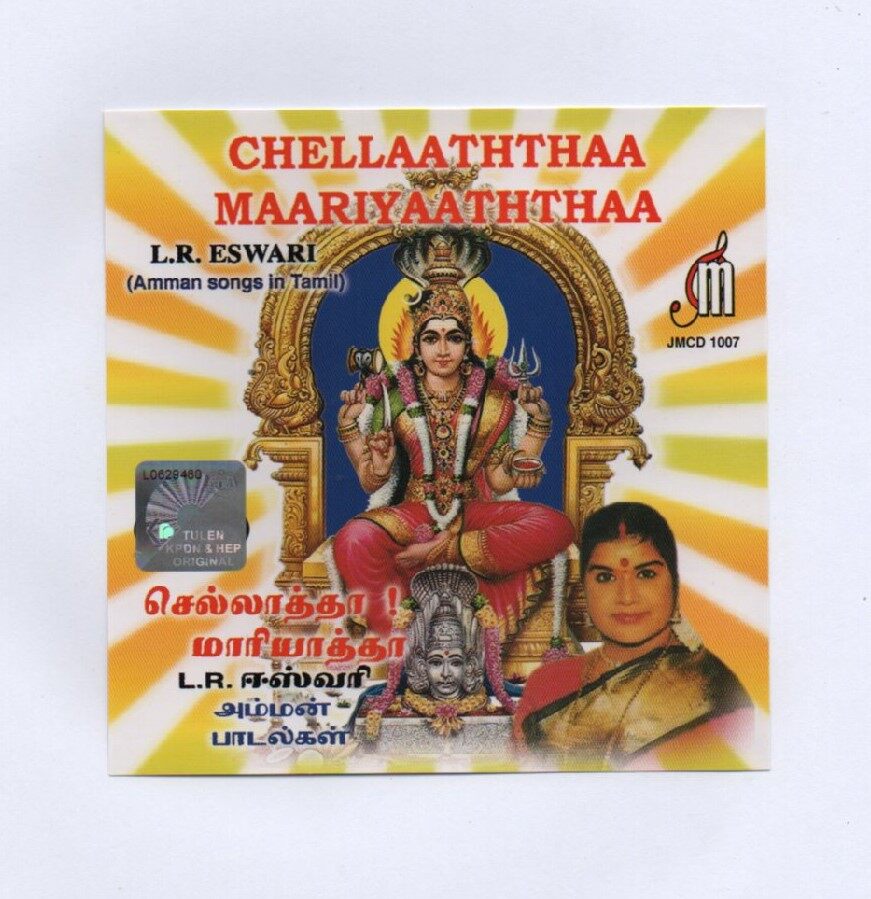 CHELLAATHTHAA
MAARIYAATHTHAA
L.R. ESWARI
(Amman songs in Tamil)
JM
JMCD 1007
TULEN
KPDN & HEP
ORIGINAL
செல்லாத்தா !
மாரியாத்தா
L.R. ஈஸ்வரி
அம்மன்
பாடல்கள்